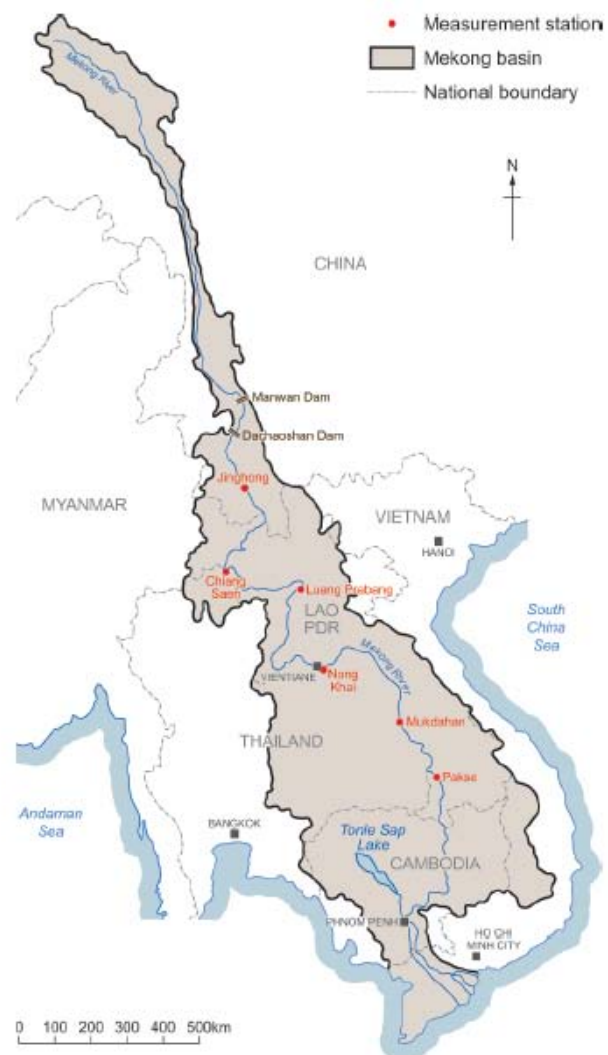 Measurement station
Mekong basin
National boundary
Mekong River
N
CHINA
Manwan Dam
Dachaoshan Dam
Jinghong
MYANMAR
VIETNAM
HANOI
Chiang
Saen
Luang Prabang
LAO
PDR
South
China
Sea
Mekong River
VIENTIANE
Nong
Khai
Mukdahan
THAILAND
Pakse
Andaman
Sea
BANGKOK
Tonle Sap
Lake
CAMBODIA
PHNOM PENH
HO CHI
MINH CITY
0 100 200 300 400 500km